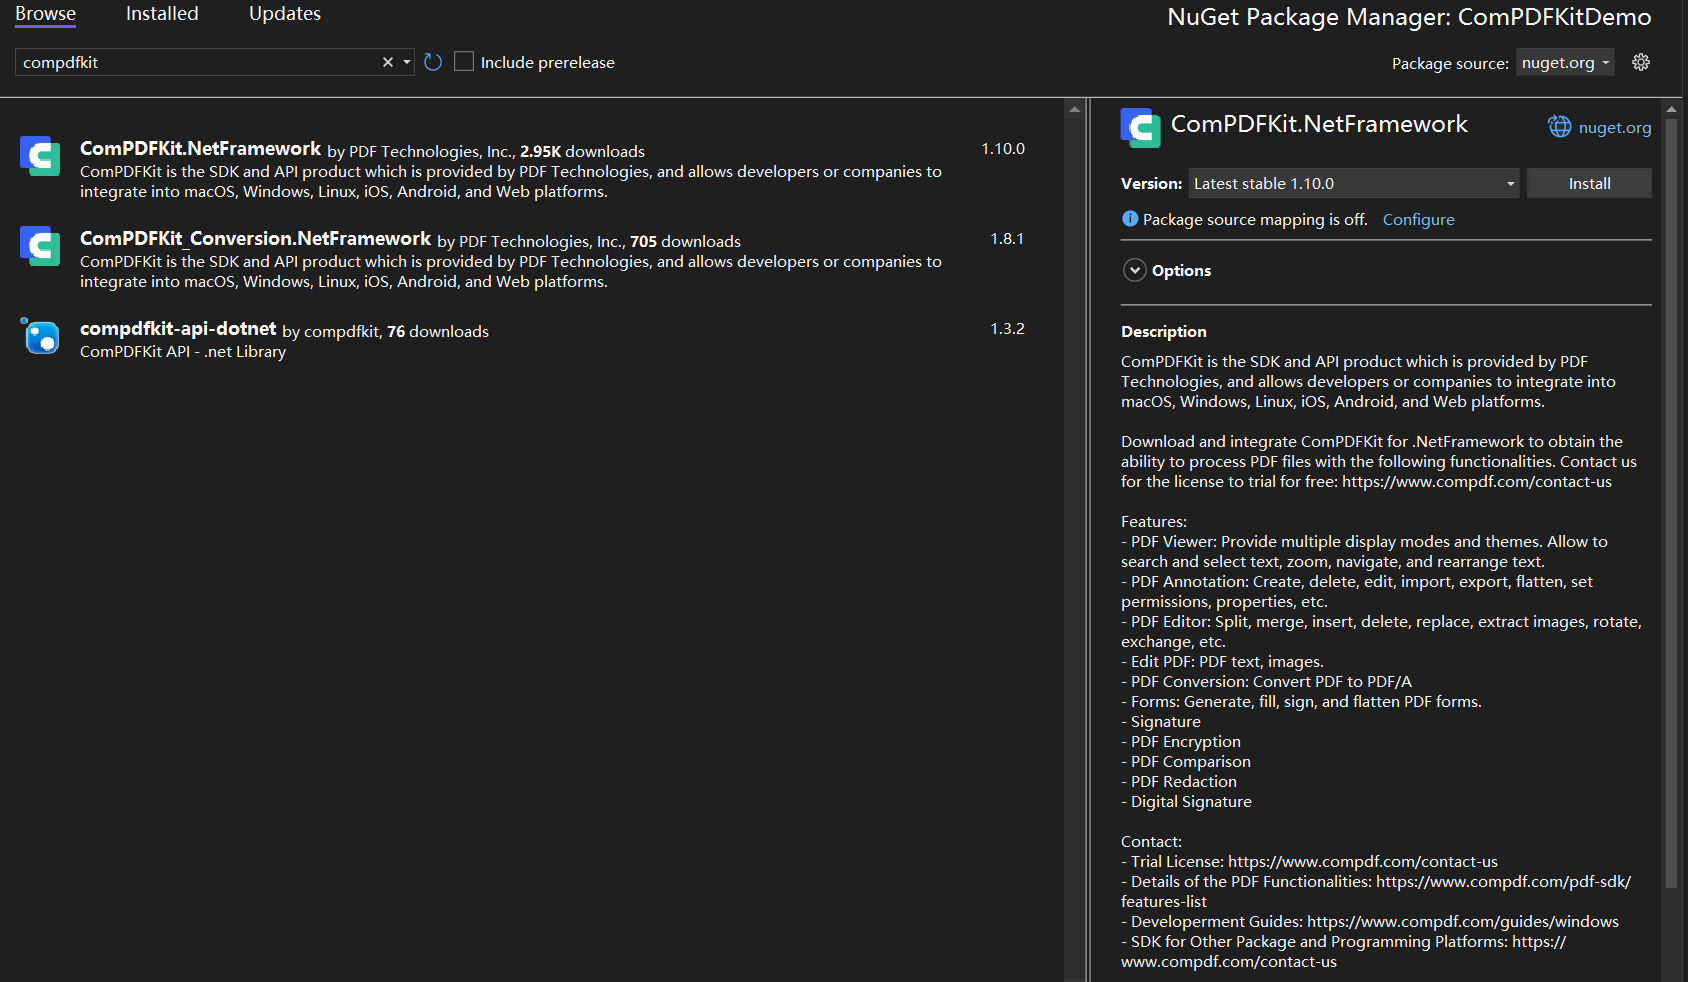 Browse Installed Updates
NuGet Package Manager: ComPDFKitDemo
compdfkit
Include prerelease
Package source: nuget.org
ComPDFKit.NetFramework by PDF Technologies, Inc., 2.95K downloads 1.10.0
ComPDFKit is the SDK and API product which is provided by PDF Technologies, and allows developers or companies to
integrate into macOS, Windows, Linux, iOS, Android, and Web platforms.
ComPDFKit_Conversion.NetFramework by PDF Technologies, Inc., 705 downloads 1.8.1
ComPDFKit is the SDK and API product which is provided by PDF Technologies, and allows developers or companies to
integrate into macOS, Windows, Linux, iOS, Android, and Web platforms.
compdfkit-api-dotnet by compdfkit, 76 downloads 1.3.2
ComPDFKit API - .net Library
ComPDFKit.NetFramework
nuget.org
Version: Latest stable 1.10.0 Install
Package source mapping is off. Configure
Options
Description
ComPDFKit is the SDK and API product which is provided by PDF
Technologies, and allows developers or companies to integrate into
macOS, Windows, Linux, iOS, Android, and Web platforms.
Download and integrate ComPDFKit for .NetFramework to obtain the
ability to process PDF files with the following functionalities. Contact us
for the license to trial for free: https://www.compdf.com/contact-us
Features:
- PDF Viewer: Provide multiple display modes and themes. Allow to
search and select text, zoom, navigate, and rearrange text.
- PDF Annotation: Create, delete, edit, import, export, flatten, set
permissions, properties, etc.
- PDF Editor: Split, merge, insert, delete, replace, extract images, rotate,
exchange, etc.
- Edit PDF: PDF text, images.
- PDF Conversion: Convert PDF to PDF/A
- Forms: Generate, fill, sign, and flatten PDF forms.
- Signature
- PDF Encryption
- PDF Comparison
- PDF Redaction
- Digital Signature
Contact:
- Trial License: https://www.compdf.com/contact-us
- Details of the PDF Functionalities: https://www.compdf.com/pdf-sdk/
features-list
- Developerment Guides: https://www.compdf.com/guides/windows
- SDK for Other Package and Programming Platforms: https://
www.compdf.com/contact-us